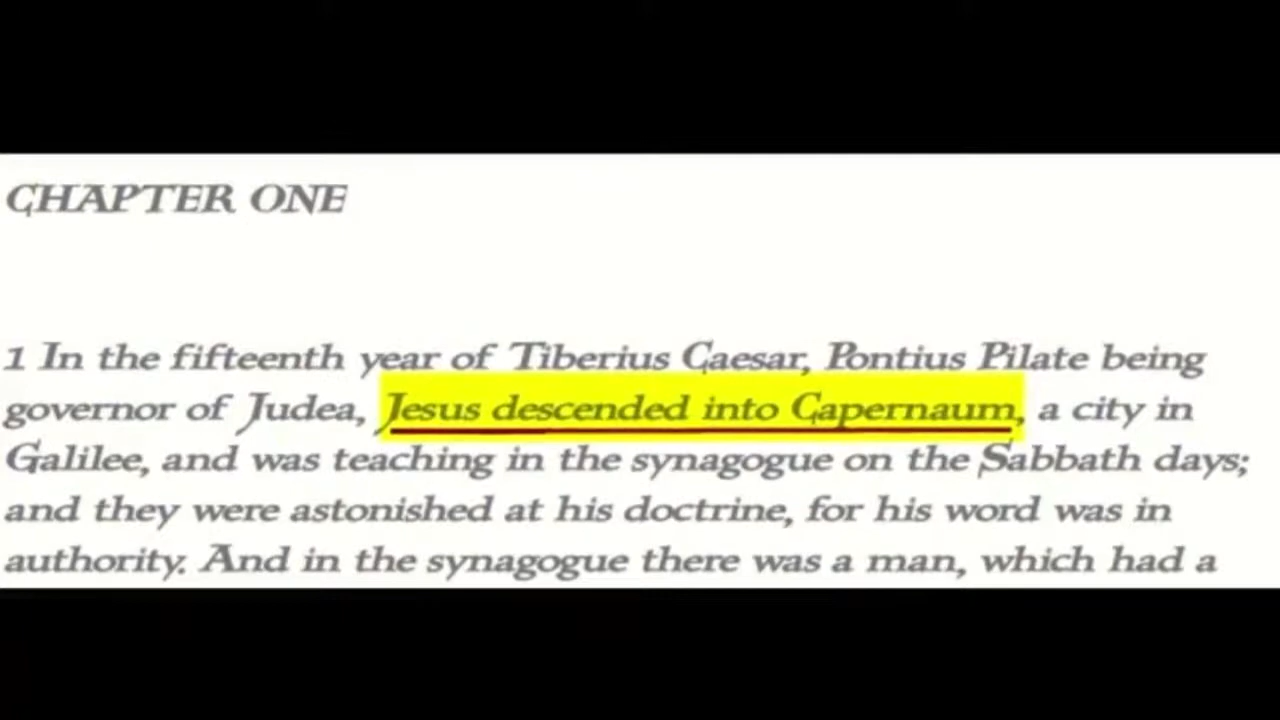 CHAPTER ONE
1 In the fifteenth year of Tiberius Caesar, Pontius Pilate being
governor of Judea, Jesus descended into Capernaum, a city in
Galilee, and was teaching in the synagogue on the Sabbath days;
and they were astonished at his doctrine, for his word was in
authority. And in the synagogue there was a man, which had a